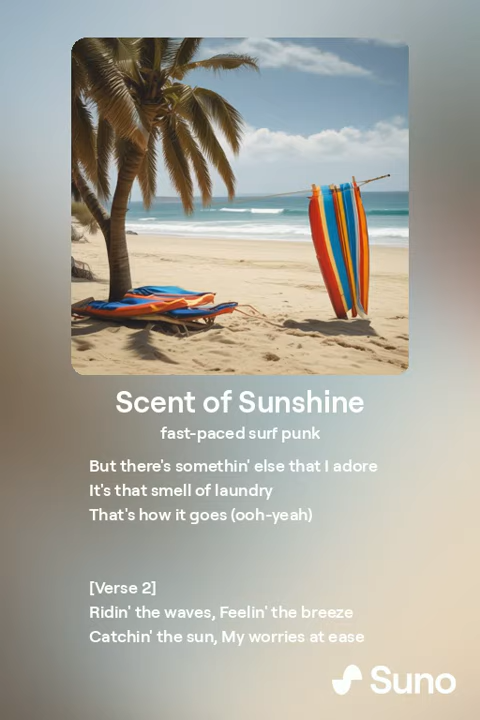 Scent of Sunshine
fast-paced surf punk
But there's somethin' else that I adore
It's that smell of laundry
That's how it goes (ooh-yeah)
[Verse 2]
Ridin' the waves, Feelin' the breeze
Catchin' the sun, My worries at ease
Suno